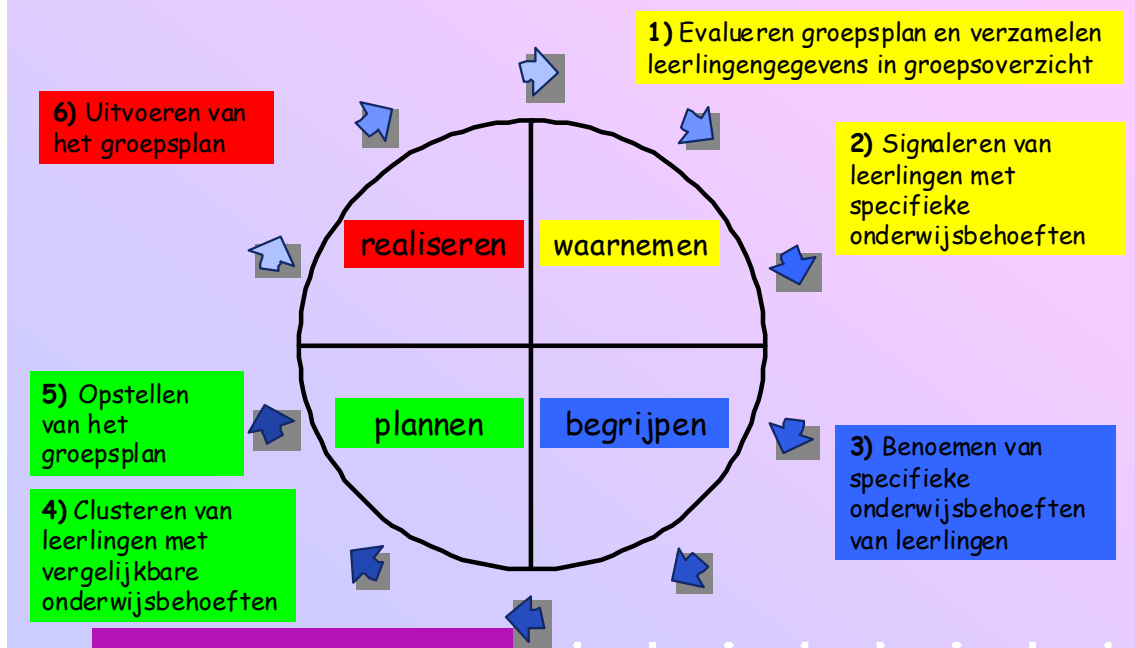 1) Evalueren groepsplan en verzamelen
leerlingengegevens in groepsoverzicht
2) Signaleren van
leerlingen met
specifieke
onderwijsbehoeften
3) Benoemen van
specifieke
onderwijsbehoeften
van leerlingen
4) Clusteren van
leerlingen met
vergelijkbare
onderwijsbehoeften
5) Opstellen
van het
groepsplan
6) Uitvoeren van
het groepsplan
realiseren
waarnemen
plannen
begrijpen